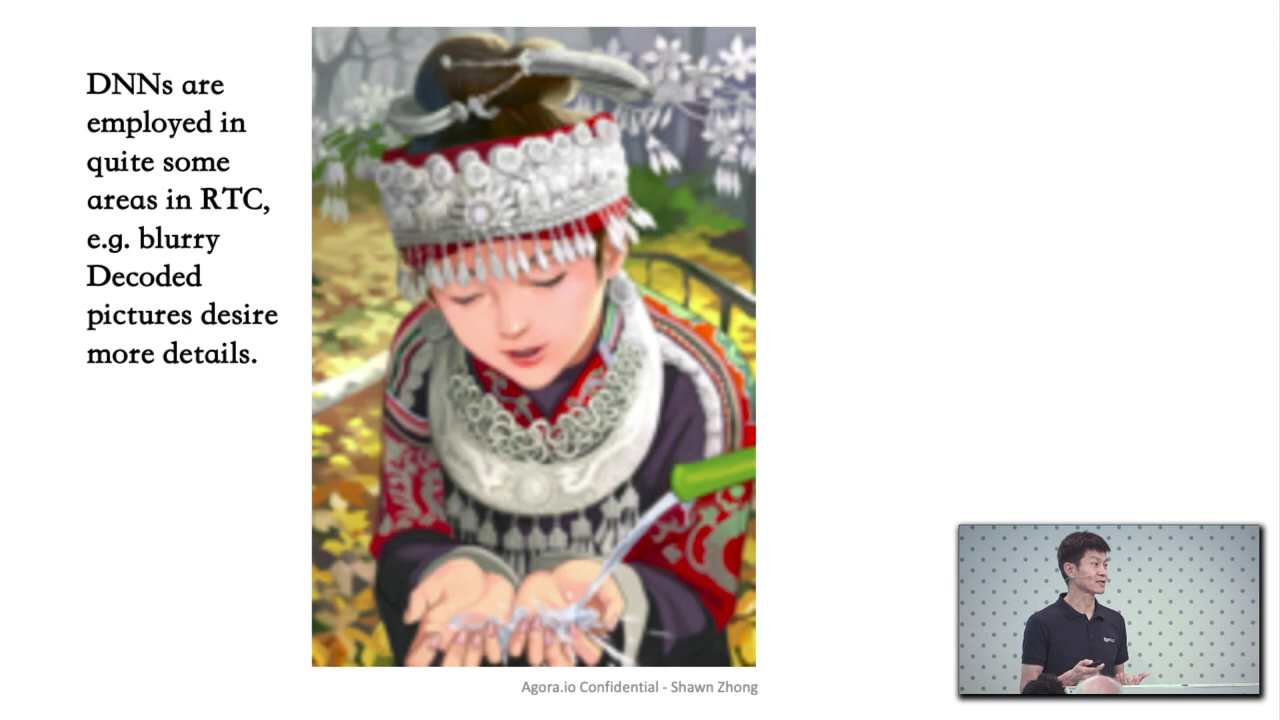 DNNs are
employed in
quite some
areas in RTC,
e.g. blurry
Decoded
pictures desire
more details.
Agora.io Confidential - Shawn Zhong